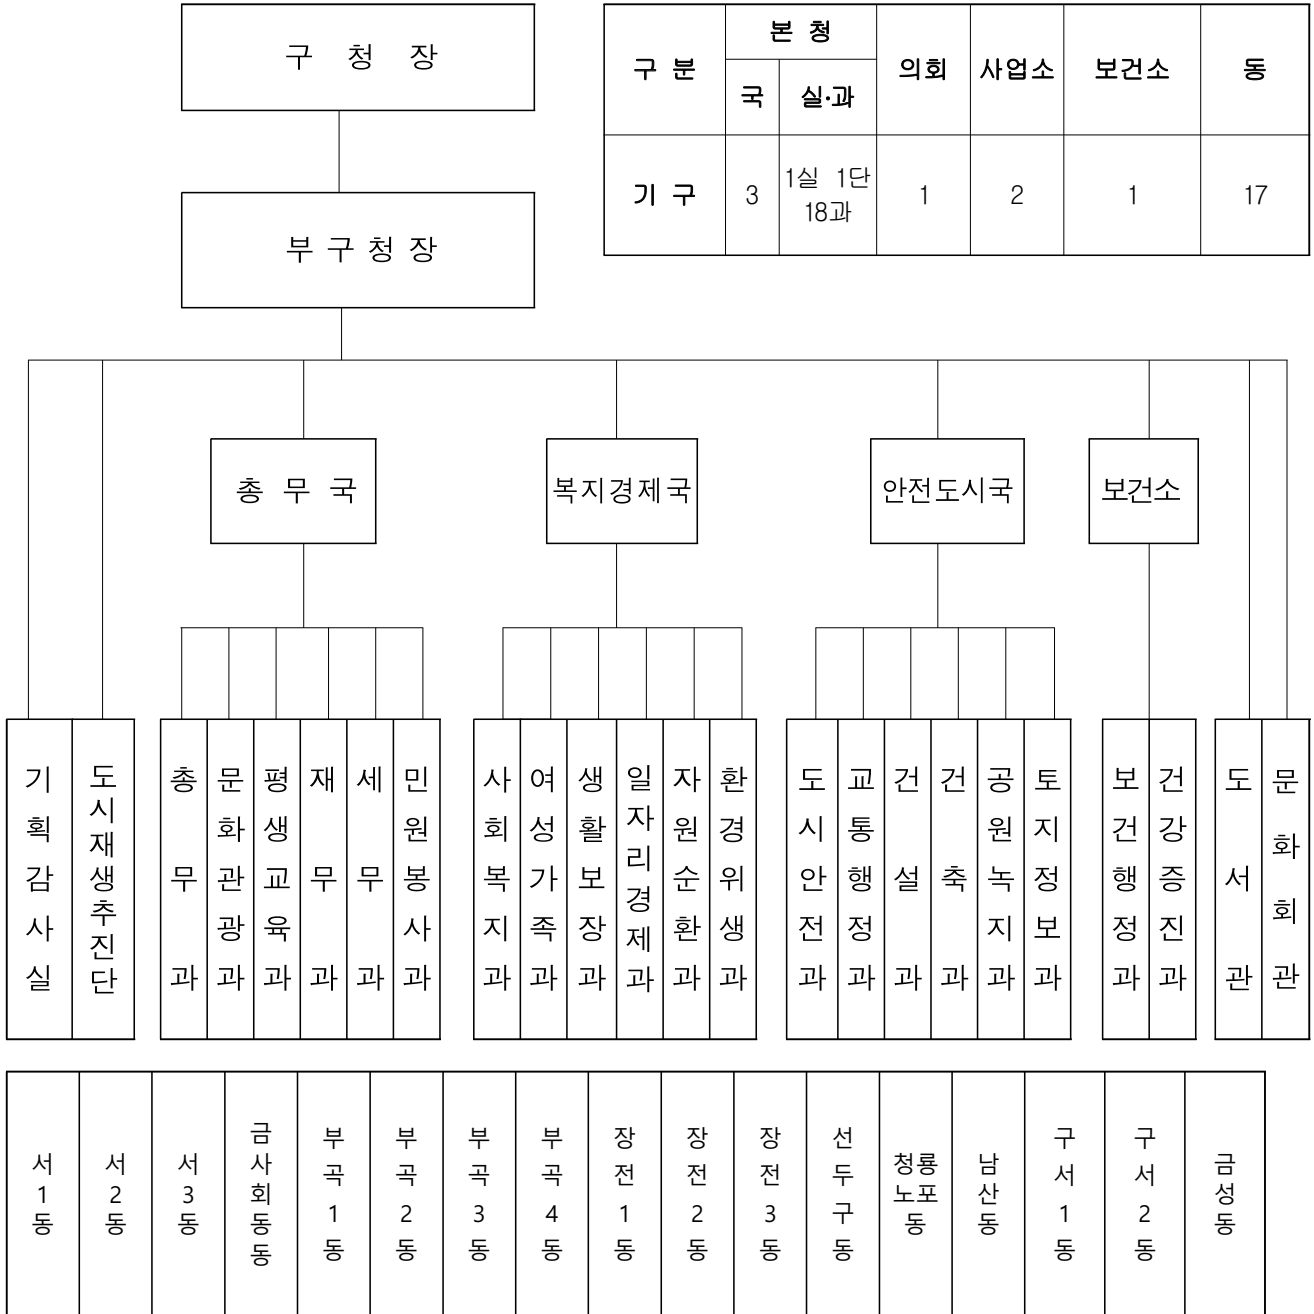 구 청 장
부 구 청 장
구 분 본 청 의회 사업소 보건소 동
국 실·과
기 구 3 1실 1단 18과 1 2 1 17
총 무 국
복지경제국
안전도시국
보건소
기획감사실
도시재생추진단
총무과
문화관광과
평생교육과
재무과
세무과
민원봉사과
사회복지과
여성가족과
생활보장과
일자리경제과
자원순환과
환경위생과
도시안전과
교통행정과
건설과
건축과
공원녹지과
토지정보과
보건행정과
건강증진과
도서관
문화회관
서1동
서2동
서3동
금사회동동
부곡1동
부곡2동
부곡3동
부곡4동
장전1동
장전2동
장전3동
선두구동
청룡노포동
남산동
구서1동
구서2동
금성동